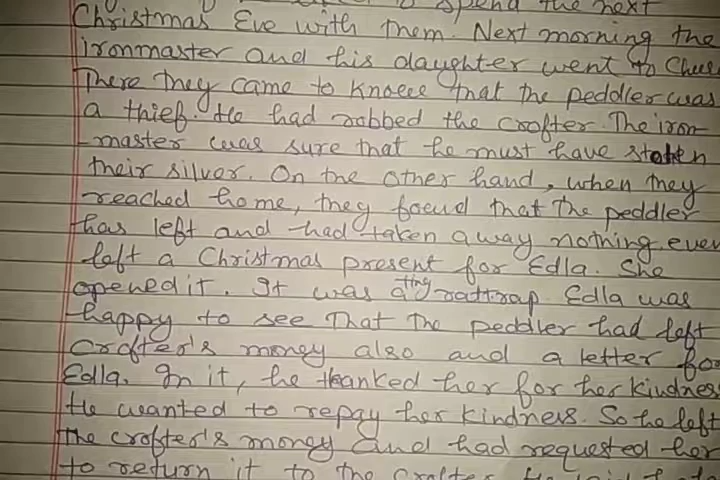 spend the next
Christmas Eve with them. Next morning the
ironmaster and his daughter went to
There they came to know that the peddler was
a thief. He had robbed the crofter. The iron
-master was sure that he must have stolen
their silver. On the other hand, when they
reached home, they found that the peddler
has left and had taken away nothing. even
left a Christmas present for Edla. She
opened it. It was a tiny rattrap. Edla was
happy to see that the peddler had left
crofter's money also and a letter for
Edla. In it, he thanked her for her kindness
He wanted to repay her kindness. So he left
the crofter's money and had requested her
to return it to the crofter.